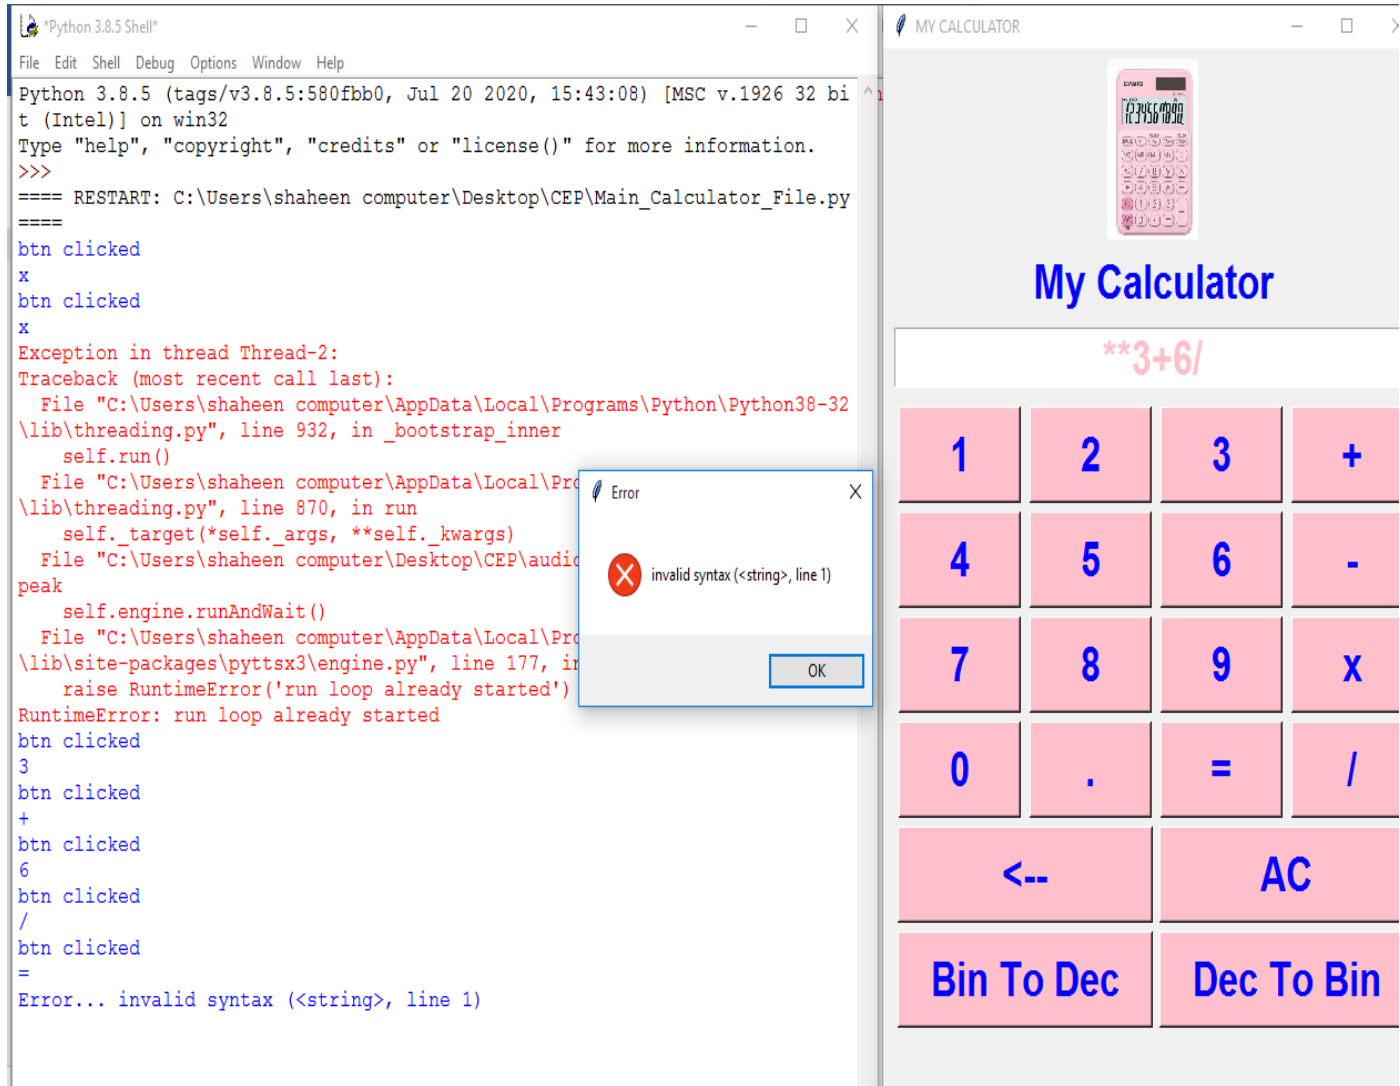 *Python 3.8.5 Shell*
File Edit Shell Debug Options Window Help
Python 3.8.5 (tags/v3.8.5:580fbb0, Jul 20 2020, 15:43:08) [MSC v.1926 32 bi
t (Intel)] on win32
Type "help", "copyright", "credits" or "license()" for more information.
>>>
==== RESTART: C:\Users\shaheen computer\Desktop\CEP\Main_Calculator_File.py
====
btn clicked
x
btn clicked
x
Exception in thread Thread-2:
Traceback (most recent call last):
File "C:\Users\shaheen computer\AppData\Local\Programs\Python\Python38-32
\lib\threading.py", line 932, in _bootstrap_inner
self.run()
File "C:\Users\shaheen computer\AppData\Local\Pro
\lib\threading.py", line 870, in run
self._target(*self._args, **self._kwargs)
File "C:\Users\shaheen computer\Desktop\CEP\audio
peak
self.engine.runAndWait()
File "C:\Users\shaheen computer\AppData\Local\Pro
\lib\site-packages\pyttsx3\engine.py", line 177, in
raise RuntimeError('run loop already started')
RuntimeError: run loop already started
btn clicked
3
btn clicked
+
btn clicked
6
btn clicked
/
btn clicked
=
Error... invalid syntax (<string>, line 1)
Error
invalid syntax (<string>, line 1)
OK
MY CALCULATOR
CASIO
My Calculator
**3+6/
1 2 3 +
4 5 6 -
7 8 9 x
0 . = /
<-- AC
Bin To Dec Dec To Bin